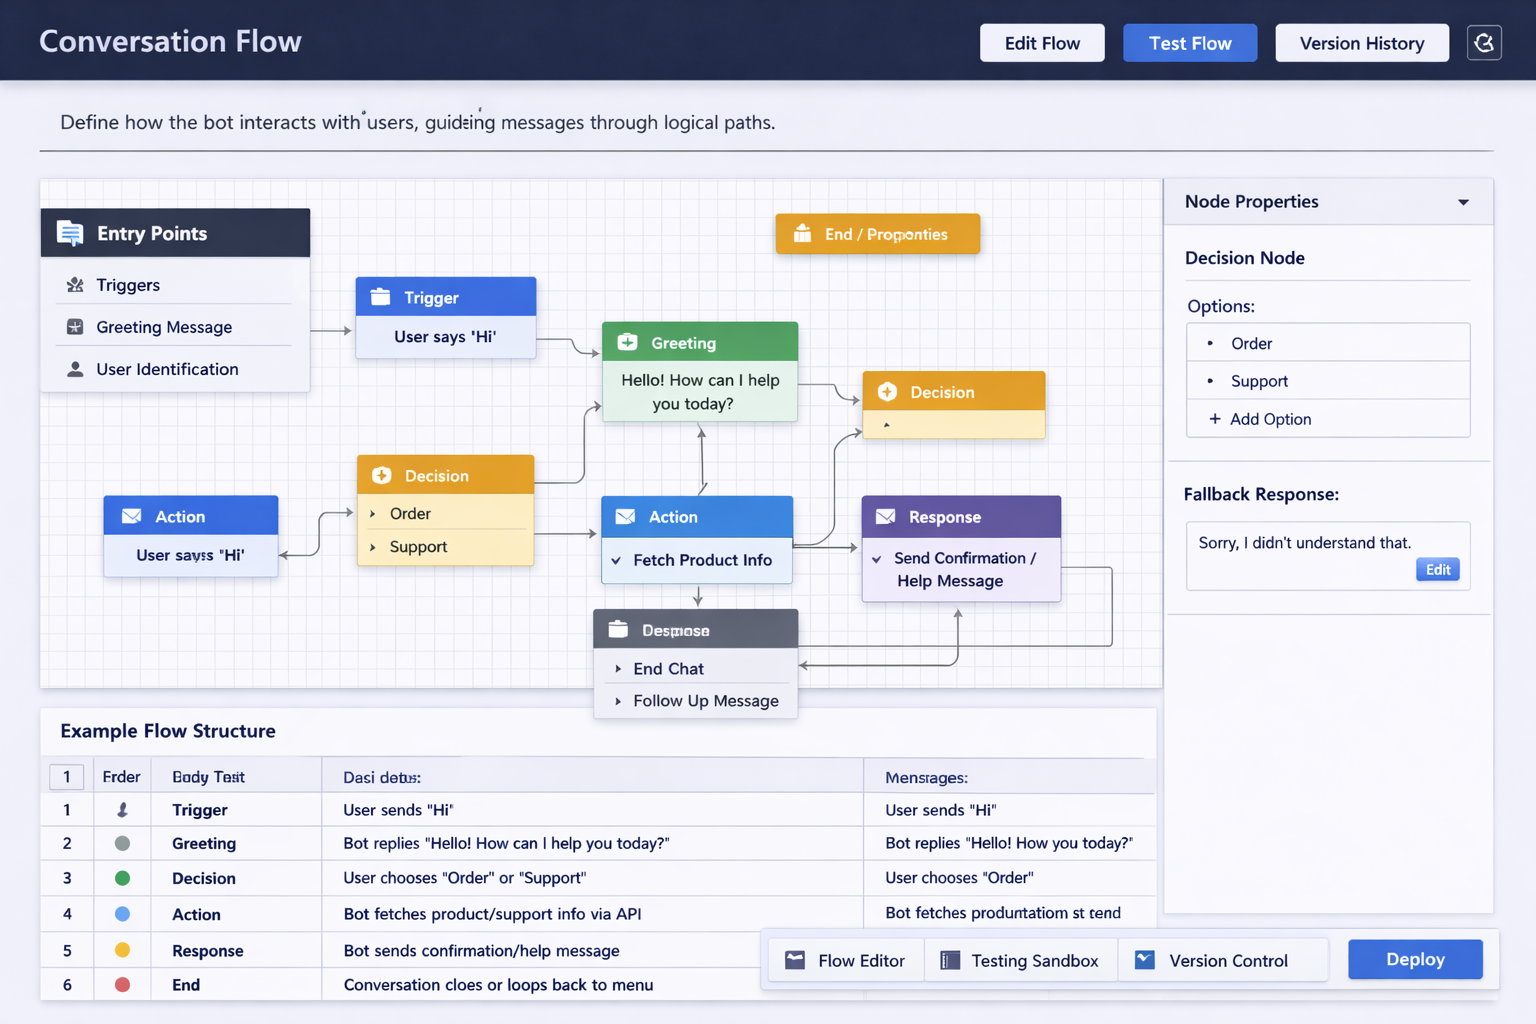 Conversation Flow
Edit Flow
Test Flow
Version History
Define how the bot interacts with users, guiding messages through logical paths.
Entry Points
Triggers
Greeting Message
User Identification
Trigger
User says 'Hi'
End /
Greeting
Hello! How can I help
you today?
Decision
Decision
> Order
> Support
Action
User says 'Hi'
Action
✓ Fetch Product Info
Response
✓ Send Confirmation /
Help Message
End Chat
Follow Up Message
Node Properties
Decision Node
Options:
• Order
• Support
+ Add Option
Fallback Response:
Sorry, I didn't understand that.
Edit
Example Flow Structure
1 Frder Body Mensages:
1 Trigger User sends "Hi" User sends "Hi"
2 Greeting Bot replies "Hello! How can I help you today?" Bot replies "Hello! How you today?"
3 Decision User chooses "Order" or "Support" User chooses "Order"
4 Action Bot fetches product/support info via API Bot fetches st
5 Response Bot sends confirmation/help message
6 End Conversation cloes or loops back to menu
Flow Editor
Testing Sandbox
Version Control
Deploy